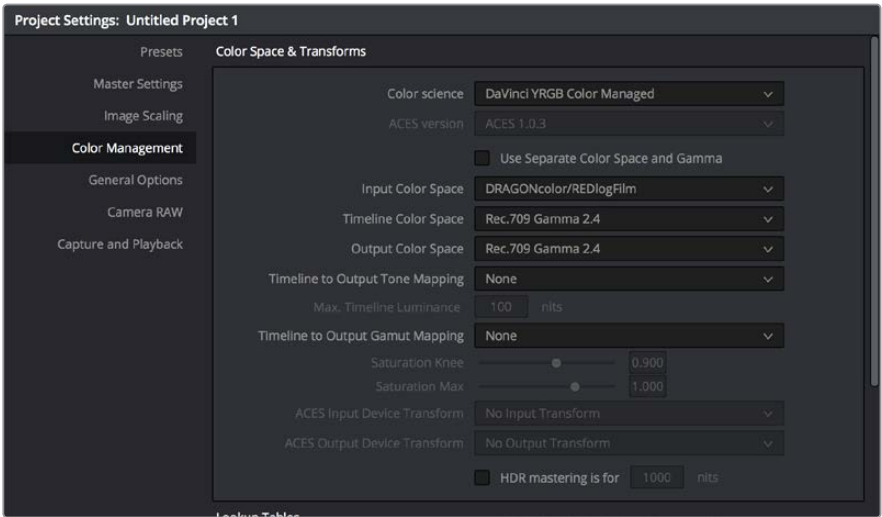 Project Settings: Untitled Project 1
Presets
Master Settings
Image Scaling
Color Management
General Options
Camera RAW
Capture and Playback
Color Space & Transforms
Color science DaVinci YRGB Color Managed
ACES version ACES 1.0.3
Use Separate Color Space and Gamma
Input Color Space DRAGONcolor/REDlogFilm
Timeline Color Space Rec.709 Gamma 2.4
Output Color Space Rec.709 Gamma 2.4
Timeline to Output Tone Mapping None
Max. Timeline Luminance 100 nits
Timeline to Output Gamut Mapping None
Saturation Knee 0.900
Saturation Max 1.000
ACES Input Device Transform No Input Transform
ACES Output Device Transform No Output Transform
HDR mastering is for 1000 nits
Lookup Tables